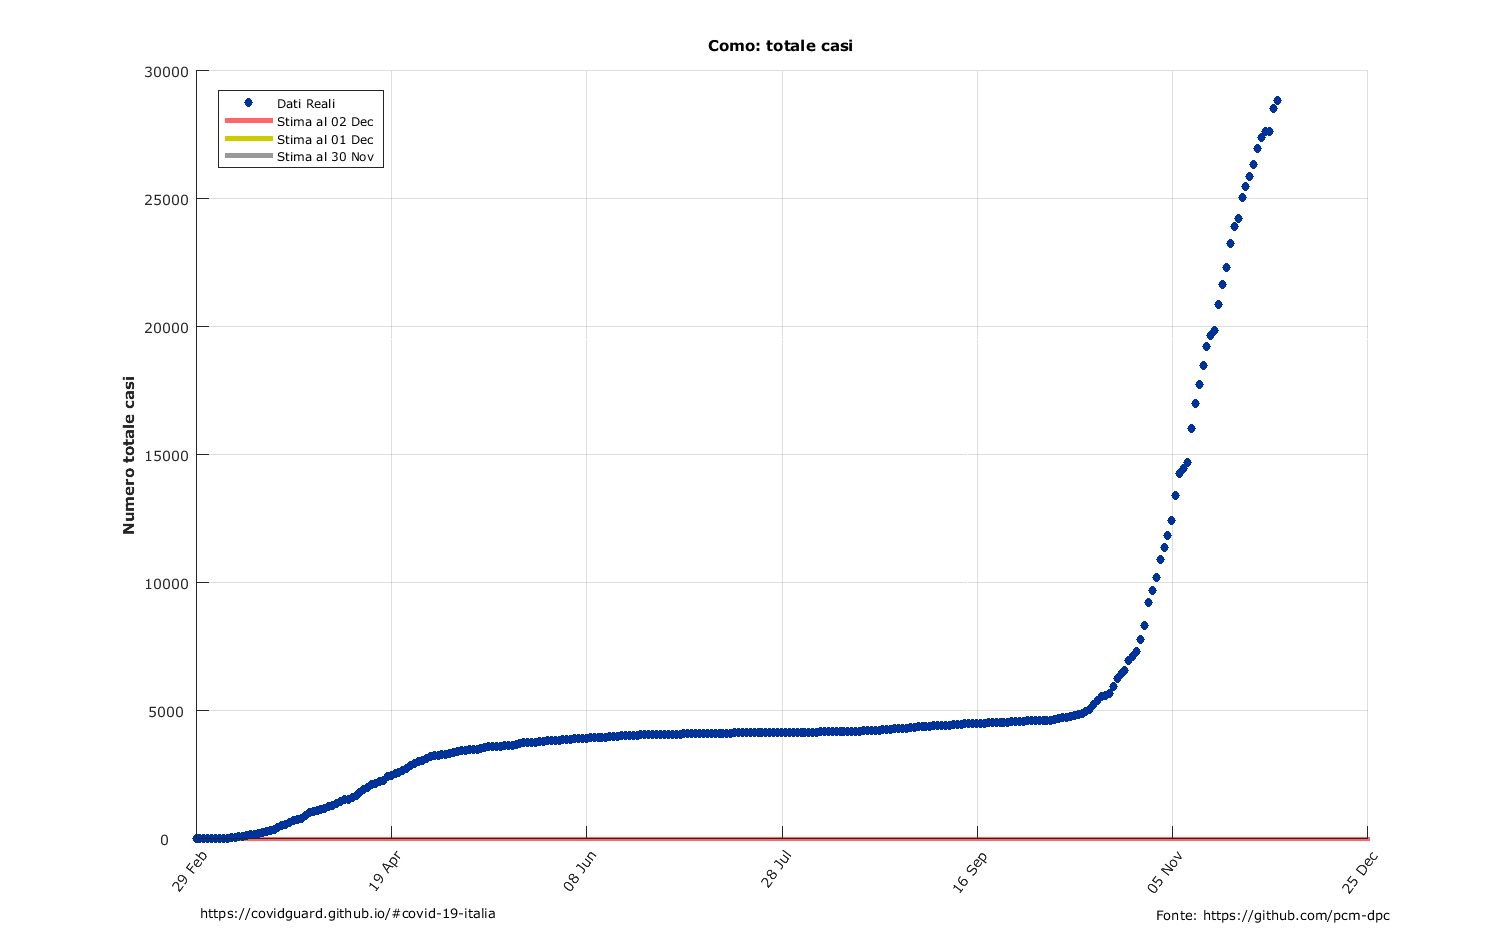 Como: totale casi
30000
25000
20000
15000
10000
5000
0
Numero totale casi
Dati Reali
Stima al 02 Dec
Stima al 01 Dec
Stima al 30 Nov
29 Feb
19 Apr
08 Jun
28 Jul
16 Sep
05 Nov
25 Dec
https://covidguard.github.io/#covid-19-italia
Fonte: https://github.com/pcm-dpc